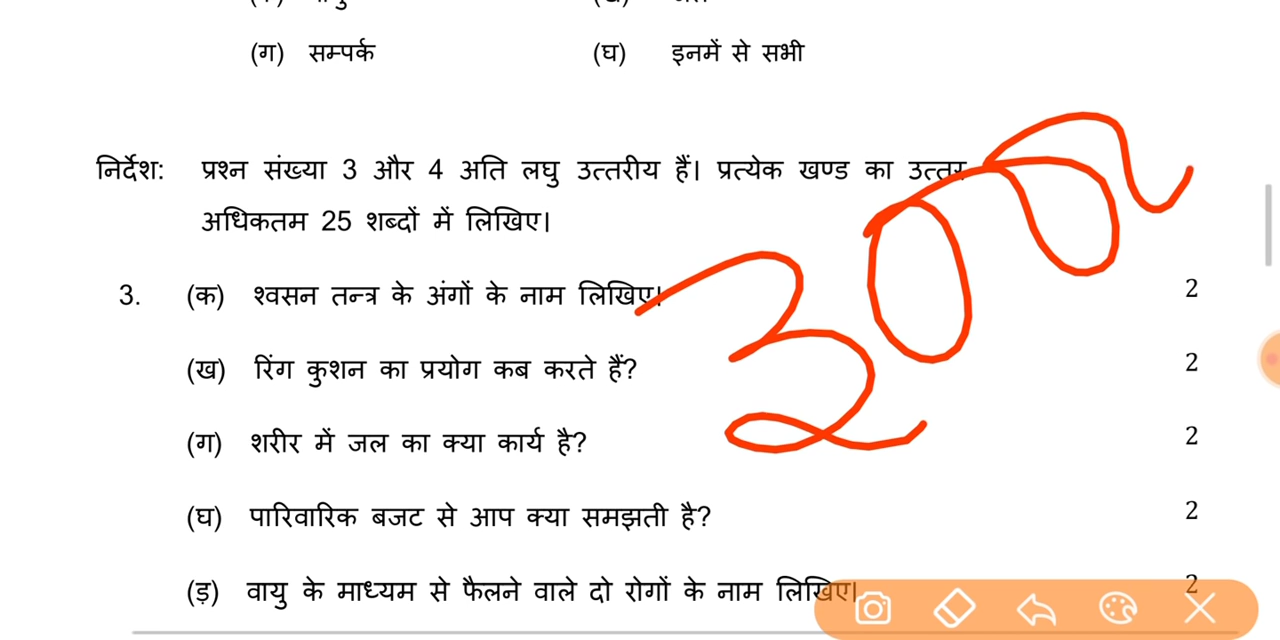 (ग) सम्पर्क (घ) इनमें से सभी
निर्देश: प्रश्न संख्या 3 और 4 अति लघु उत्तरीय हैं। प्रत्येक खण्ड का उत्तर
अधिकतम 25 शब्दों में लिखिए।
3. (क) श्वसन तन्त्र के अंगों के नाम लिखिए। 2
(ख) रिंग कुशन का प्रयोग कब करते हैं? 2
(ग) शरीर में जल का क्या कार्य है? 2
(घ) पारिवारिक बजट से आप क्या समझती है? 2
(ड़) वायु के माध्यम से फैलने वाले दो रोगों के नाम लिखिए। 2